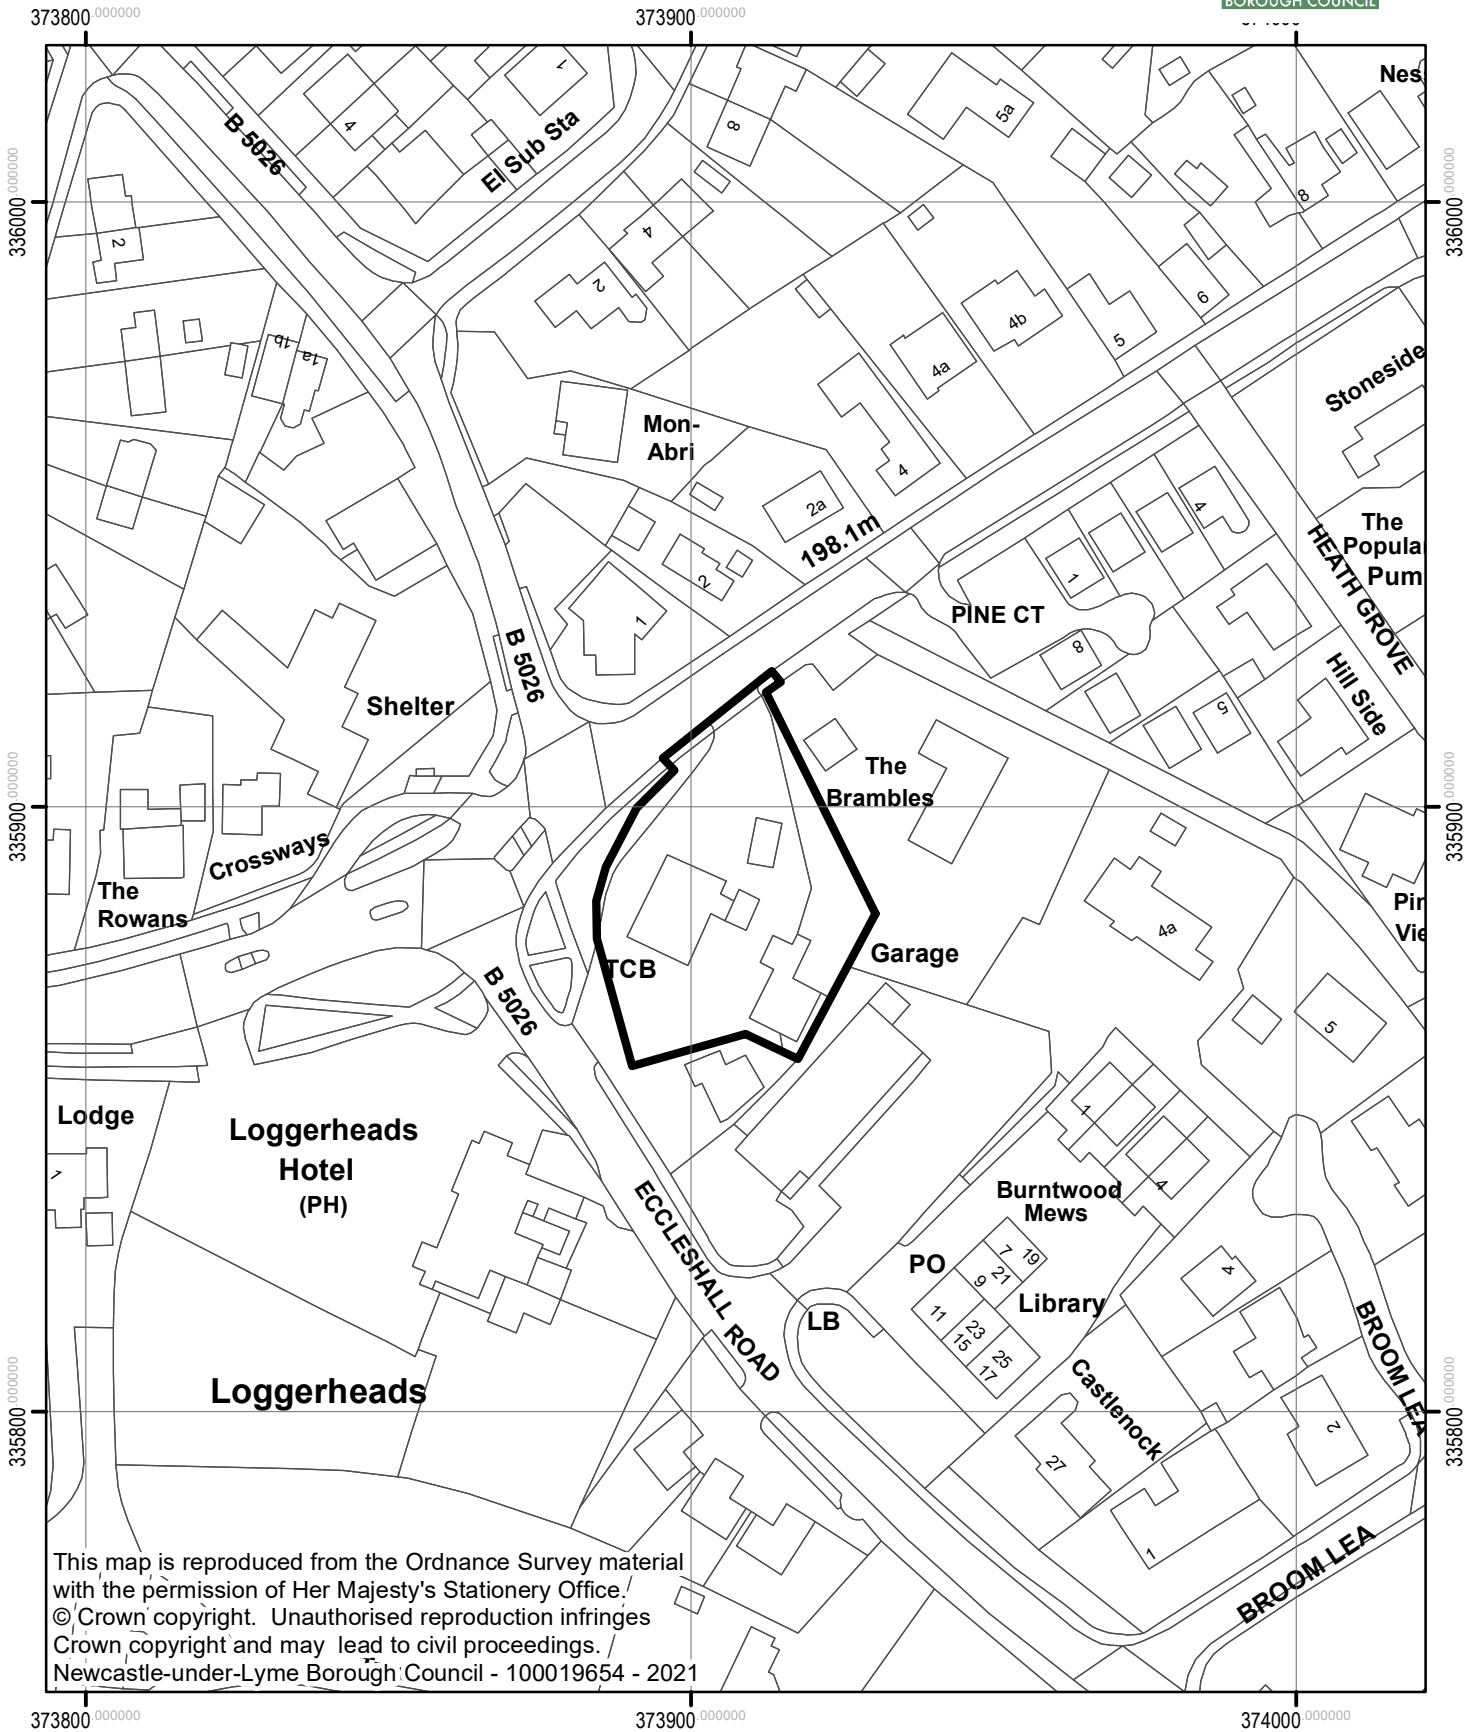 BOROUGH COUNCIL
373800.000000
373900.000000
336000.000000
336000.000000
Nes
B 5026
4
1
El Sub Sta
8
5a
8
2
4
2
6
1b
1a
4b
4a
5
Stoneside
Mon-
Abri
4
2a
198.1m
4
The
Popular
Pum
HEATH GROVE
2
1
1
PINE CT
8
B 5026
Shelter
Hill Side
5
The
Brambles
335900.000000
335900.000000
Crossways
The
Rowans
4a
Vie
Garage
TCB
B 5026
5
Lodge
1
Loggerheads
Hotel
(PH)
1
4
Burntwood
Mews
ECCLESHALL ROAD
PO
7
19
9
21
11
23
15
25
17
Library
4
LB
BROOM LEA
Castlenock
Loggerheads
335800.000000
335800.000000
2
27
1
BROOM LEA
This map is reproduced from the Ordnance Survey material
with the permission of Her Majesty's Stationery Office.
© Crown copyright. Unauthorised reproduction infringes
Crown copyright and may lead to civil proceedings.
Newcastle-under-Lyme Borough Council - 100019654 - 2021
373800.000000
373900.000000
374000.000000